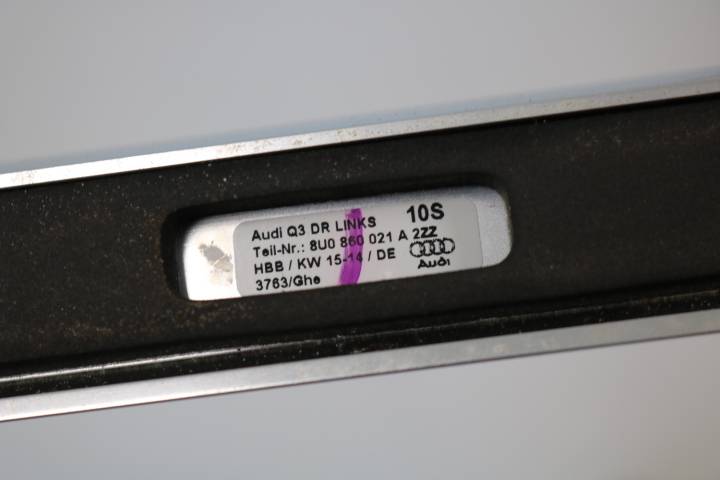 Audi Q3 DR LINKS 10S
Teil-Nr.: 8U0 860 021 A 2ZZ
HBB / KW 15-14 / DE
Audi
3763/Ghe